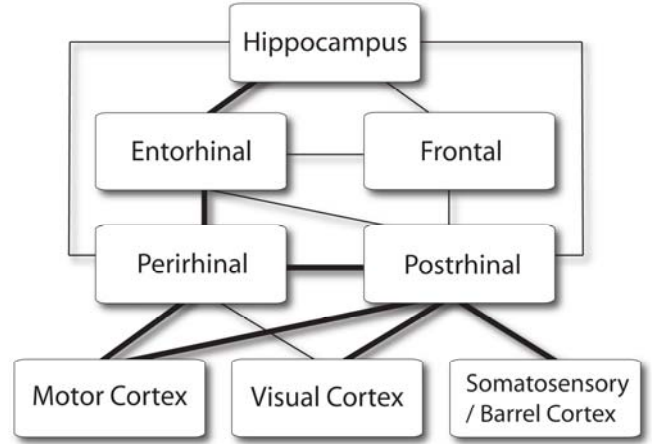 Hippocampus
Entorhinal
Frontal
Perirhinal
Postrhinal
Motor Cortex
Visual Cortex
Somatosensory
/ Barrel Cortex